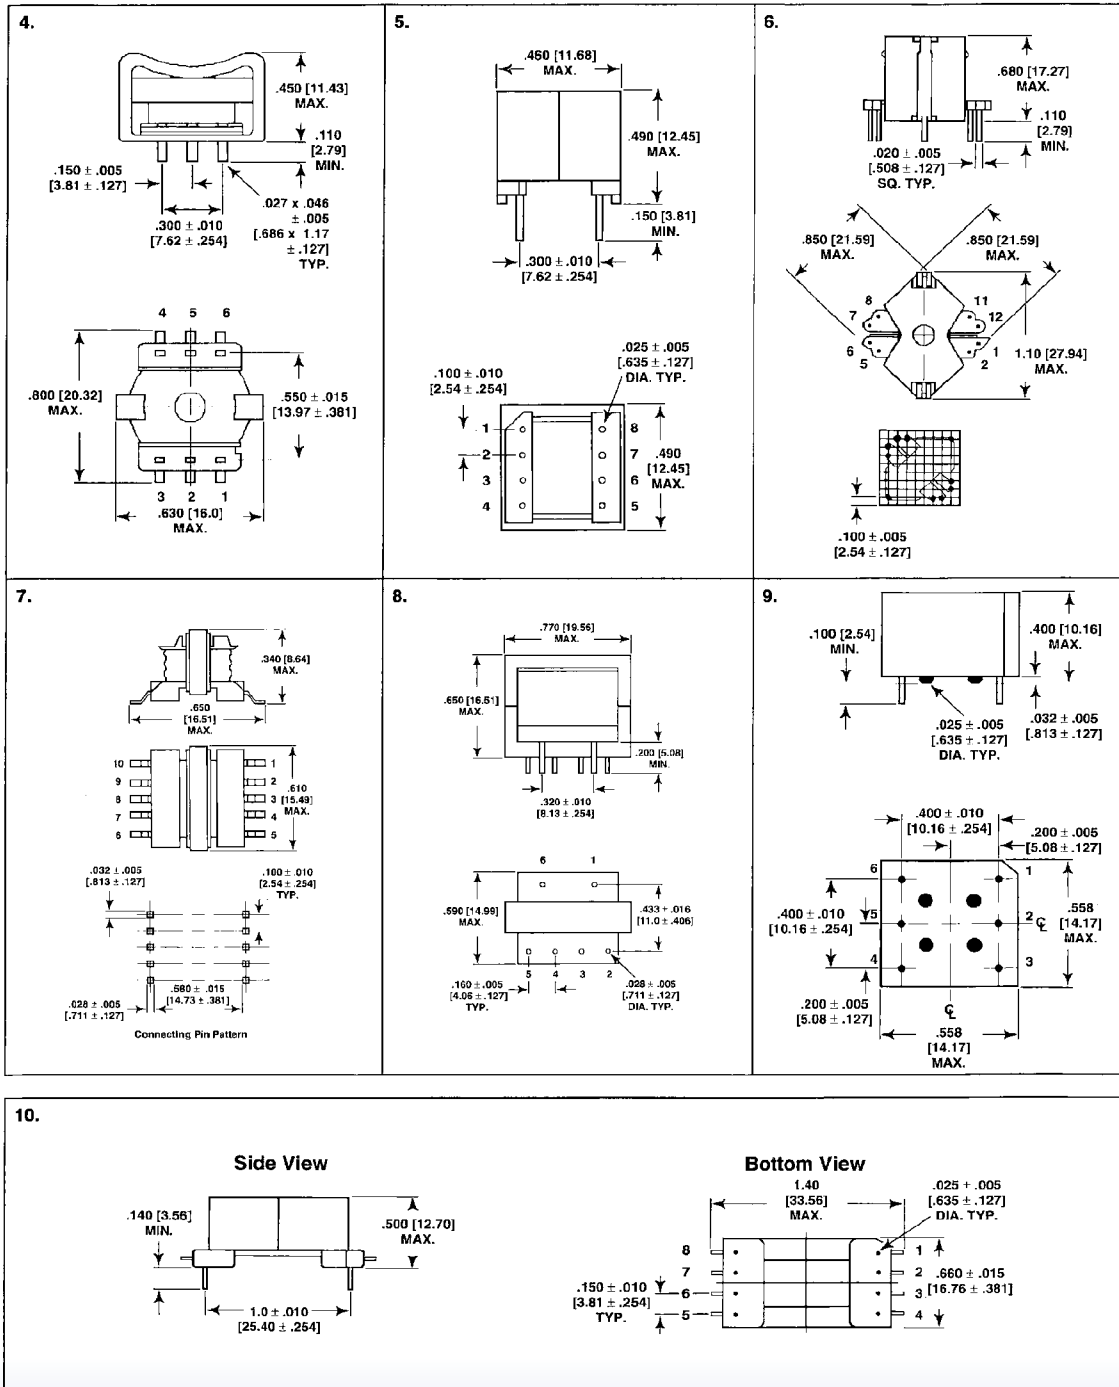 4.
.450 [11.43]
MAX.
.110
[2.79]
MIN.
.150 ± .005
[3.81 ± .127]
.300 ± .010
[7.62 ± .254]
.027 x .046
± .005
[.686 x 1.17
± .127]
TYP.
4 5 6
.800 [20.32]
MAX.
.550 ± .015
[13.97 ± .381]
3 2 1
.630 [16.0]
MAX.
5.
.460 [11.68]
MAX.
.490 [12.45]
MAX.
.150 [3.81]
MIN.
.300 ± .010
[7.62 ± .254]
.025 ± .005
[.635 ± .127]
DIA. TYP.
.100 ± .010
[2.54 ± .254]
1 8
2 7
3 6
4 5
.490
[12.45]
MAX.
6.
.680 [17.27]
MAX.
.110
[2.79]
MIN.
.020 ± .005
[.508 ± .127]
SQ. TYP.
.850 [21.59]
MAX.
.850 [21.59]
MAX.
8 11
7 12
6 1
5 2
1.10 [27.94]
MAX.
.100 ± .005
[2.54 ± .127]
7.
.340 [8.64]
MAX.
.650
[16.51]
MAX.
10 1
9 2
8 3
7 4
6 5
.610
[15.49]
MAX.
.032 ± .005
[.813 ± .127]
.100 ± .010
[2.54 ± .254]
TYP.
.580 ± .015
[14.73 ± .381]
.028 ± .005
[.711 ± .127]
Connecting Pin Pattern
8.
.770 [19.56]
MAX.
.650 [16.51]
MAX.
.200 [5.08]
MIN.
.320 ± .010
[8.13 ± .254]
6 1
.590 [14.99]
MAX.
.433 ± .016
[11.0 ± .406]
5 4 3 2
.160 ± .005
[4.06 ± .127]
TYP.
.028 ± .005
[.711 ± .127]
DIA. TYP.
9.
.100 [2.54]
MIN.
.400 [10.16]
MAX.
.025 ± .005
[.635 ± .127]
DIA. TYP.
.032 ± .005
[.813 ± .127]
.400 ± .010
[10.16 ± .254]
.200 ± .005
[5.08 ± .127]
6 1
5 2 ℄
4 3
.400 ± .010
[10.16 ± .254]
.558
[14.17]
MAX.
.200 ± .005
[5.08 ± .127]
℄
.558
[14.17]
MAX.
10.
Side View
.140 [3.56]
MIN.
.500 [12.70]
MAX.
1.0 ± .010
[25.40 ± .254]
Bottom View
1.40
[33.56]
MAX.
.025 ± .005
[.635 ± .127]
DIA. TYP.
8 1
7 2
6 3
5 4
.150 ± .010
[3.81 ± .254]
TYP.
.660 ± .015
[16.76 ± .381]